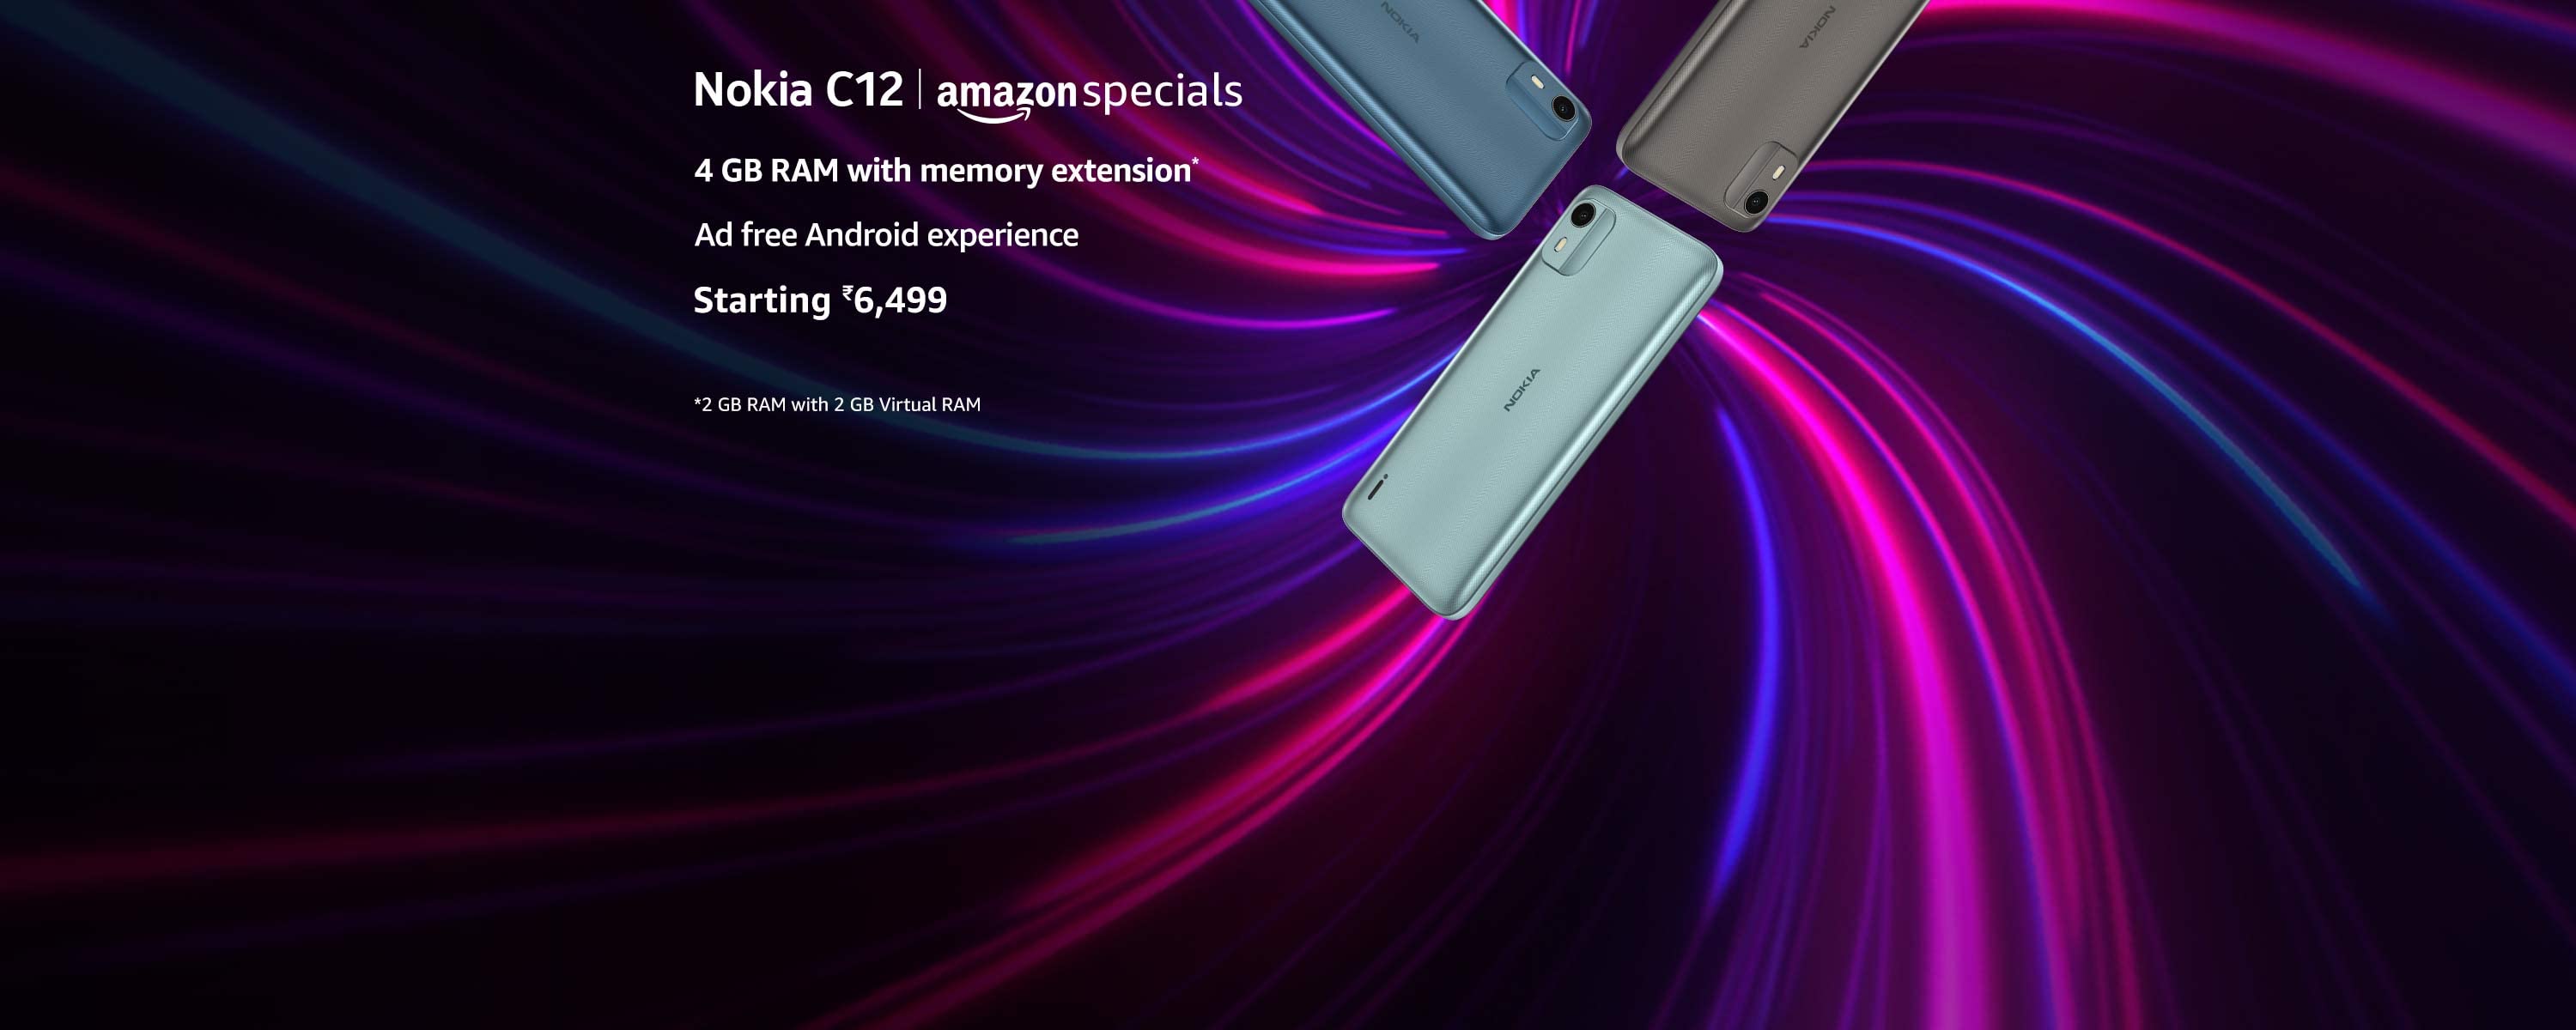 Nokia C12 | amazon specials
4 GB RAM with memory extension*
Ad free Android experience
Starting ₹6,499
*2 GB RAM with 2 GB Virtual RAM
NOKIA
NOKIA
NOKIA